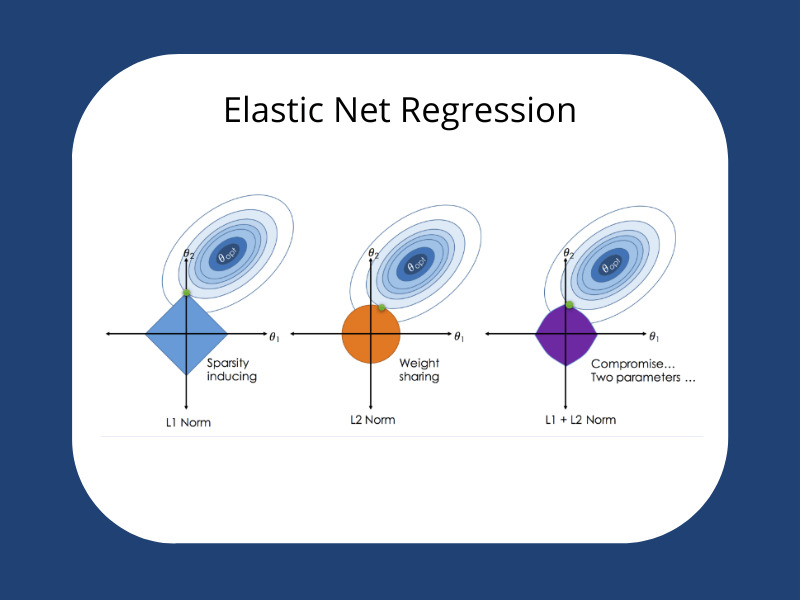 Elastic Net Regression
θ2
θopt
θ1
Sparsity
inducing
L1 Norm
θ2
θopt
θ1
Weight
sharing
L2 Norm
θ2
θopt
θ1
Compromise...
Two parameters ...
L1 + L2 Norm